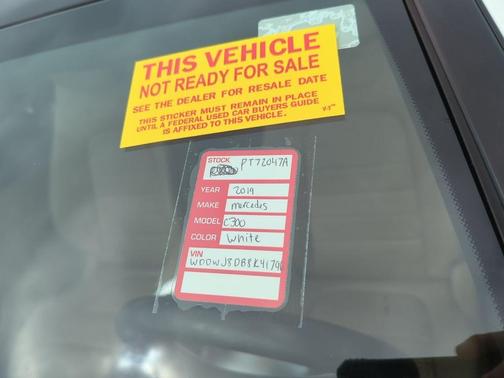 THIS VEHICLE
NOT READY FOR SALE
SEE THE DEALER FOR RESALE DATE
THIS STICKER MUST REMAIN IN PLACE
UNTIL A FEDERAL USED CAR BUYERS GUIDE
IS AFFIXED TO THIS VEHICLE.
STOCK PT72047A
YEAR 2019
MAKE mercedes
MODEL C300
COLOR White
VIN